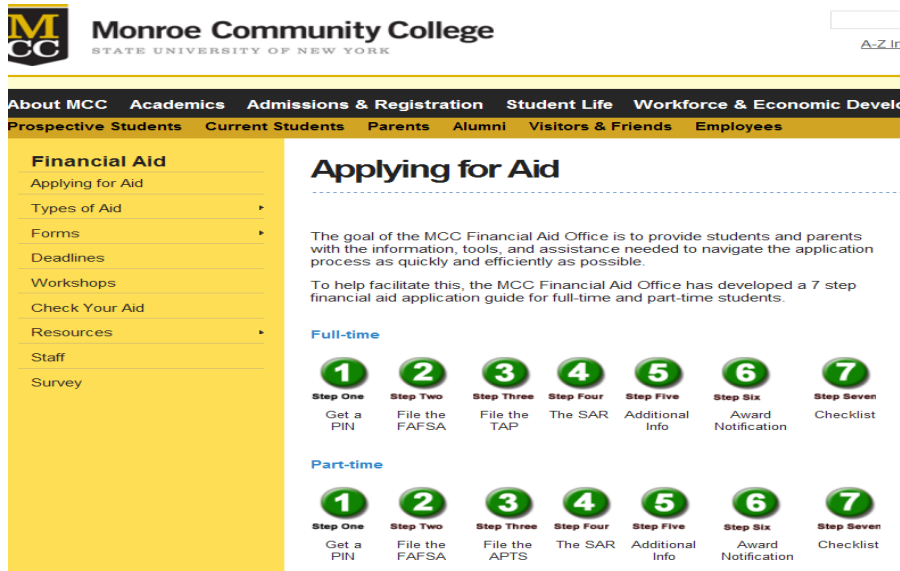 MCC
Monroe Community College
STATE UNIVERSITY OF NEW YORK
A-Z
About MCC Academics Admissions & Registration Student Life Workforce & Economic
Prospective Students Current Students Parents Alumni Visitors & Friends Employees
Financial Aid
Applying for Aid
Types of Aid
Forms
Deadlines
Workshops
Check Your Aid
Resources
Staff
Survey
Applying for Aid
The goal of the MCC Financial Aid Office is to provide students and parents
with the information, tools, and assistance needed to navigate the application
process as quickly and efficiently as possible.
To help facilitate this, the MCC Financial Aid Office has developed a 7 step
financial aid application guide for full-time and part-time students.
Full-time
1 2 3 4 5 6 7
Step One Step Two Step Three Step Four Step Five Step Six Step Seven
Get a File the File the The SAR Additional Award Checklist
PIN FAFSA TAP Info Notification
Part-time
1 2 3 4 5 6 7
Step One Step Two Step Three Step Four Step Five Step Six Step Seven
Get a File the File the The SAR Additional Award Checklist
PIN FAFSA APTS Info Notification